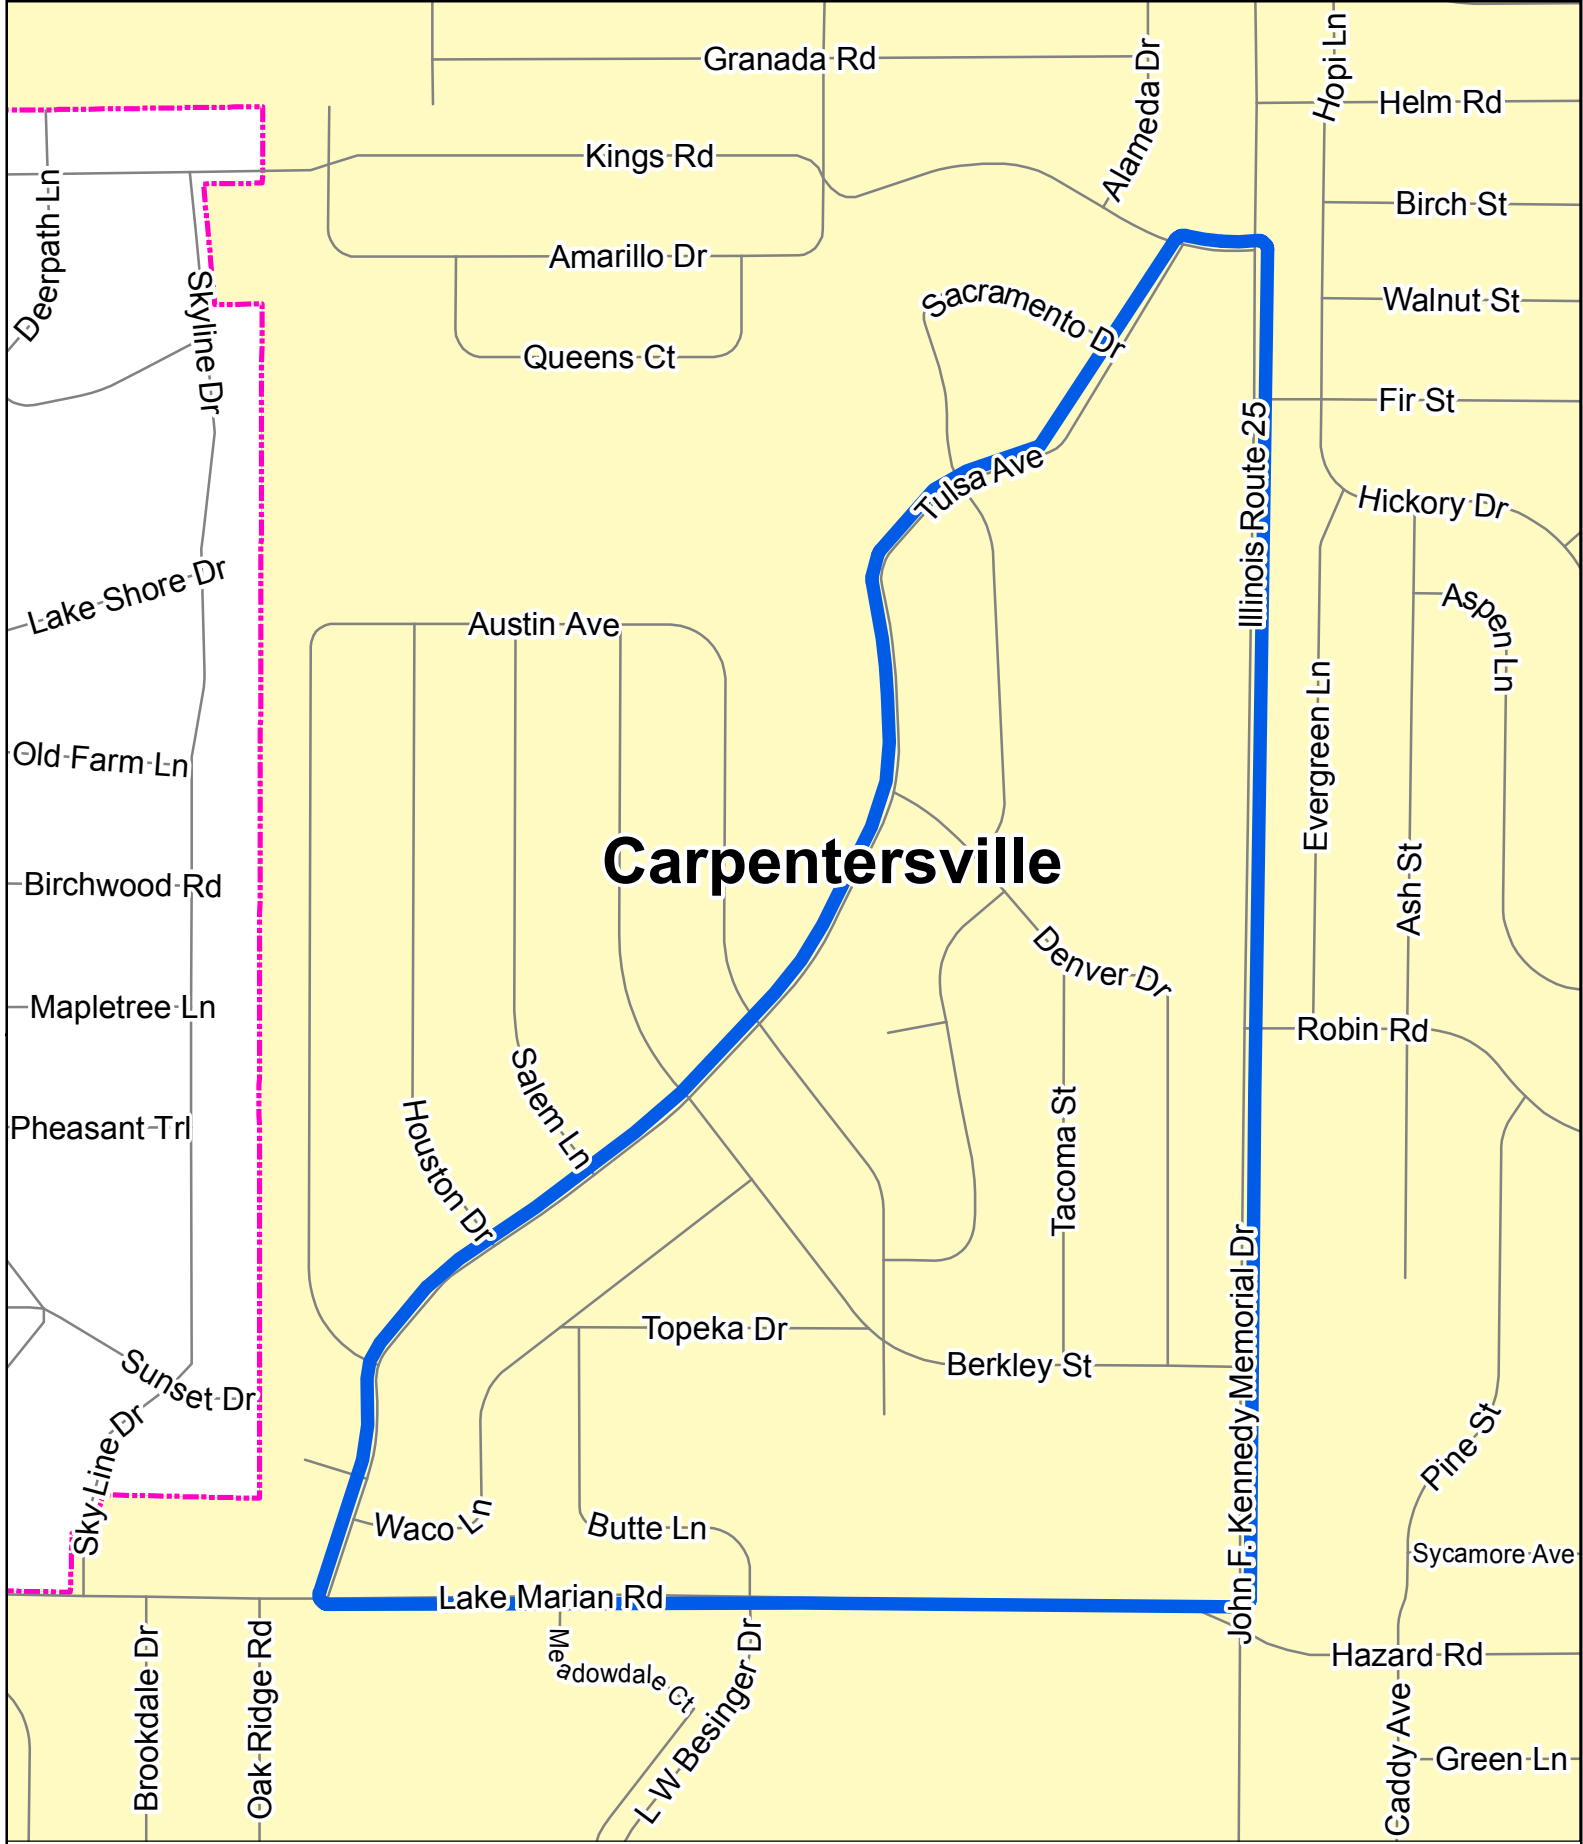 Granada Rd
Alameda Dr
Hopi Ln
Helm Rd
Kings Rd
Deerpath Ln
Birch St
Amarillo Dr
Skyline Dr
Sacramento Dr
Walnut St
Queens Ct
Fir St
Illinois Route 25
Tulsa Ave
Hickory Dr
Lake Shore Dr
Austin Ave
Aspen Ln
Evergreen Ln
Old Farm Ln
Carpentersville
Ash St
Birchwood Rd
Denver Dr
Mapletree Ln
Robin Rd
Salem Ln
Tacoma St
Pheasant Trl
Houston Dr
John F. Kennedy Memorial Dr
Topeka Dr
Berkley St
Sunset Dr
Sky Line Dr
Pine St
Waco Ln
Butte Ln
Sycamore Ave
Lake Marian Rd
Meadowdale Ct
L W Besinger Dr
Brookdale Dr
Oak Ridge Rd
Hazard Rd
Caddy Ave
Green Ln